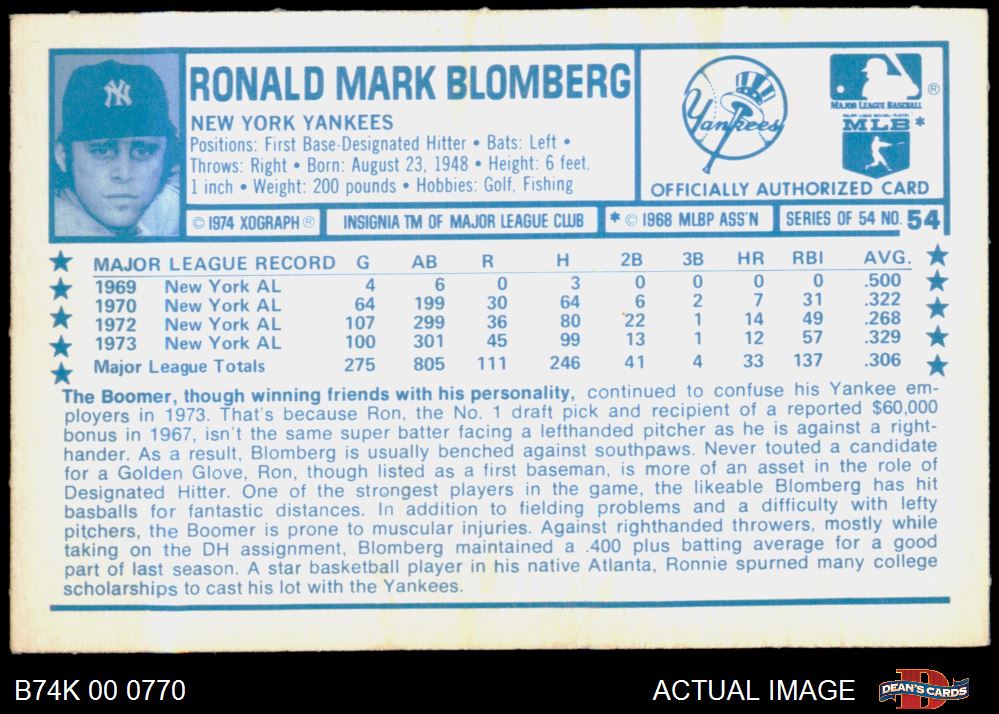 NY
RONALD MARK BLOMBERG
NEW YORK YANKEES
Positions: First Base-Designated Hitter • Bats: Left •
Throws: Right • Born: August 23, 1948 • Height: 6 feet,
1 inch • Weight: 200 pounds • Hobbies: Golf, Fishing
Yankees
MAJOR LEAGUE BASEBALL
®
MAJOR LEAGUE BASEBALL PLAYERS
MLB *
OFFICIALLY AUTHORIZED CARD
© 1974 XOGRAPH ®
INSIGNIA TM OF MAJOR LEAGUE CLUB
* © 1968 MLBP ASS'N
SERIES OF 54 NO. 54
MAJOR LEAGUE RECORD G AB R H 2B 3B HR RBI AVG.
1969 New York AL 4 6 0 3 0 0 0 0 .500
1970 New York AL 64 199 30 64 6 2 7 31 .322
1972 New York AL 107 299 36 80 22 1 14 49 .268
1973 New York AL 100 301 45 99 13 1 12 57 .329
Major League Totals 275 805 111 246 41 4 33 137 .306
The Boomer, though winning friends with his personality, continued to confuse his Yankee em-
ployers in 1973. That's because Ron, the No. 1 draft pick and recipient of a reported $60,000
bonus in 1967, isn't the same super batter facing a lefthanded pitcher as he is against a right-
hander. As a result, Blomberg is usually benched against southpaws. Never touted a candidate
for a Golden Glove, Ron, though listed as a first baseman, is more of an asset in the role of
Designated Hitter. One of the strongest players in the game, the likeable Blomberg has hit
basballs for fantastic distances. In addition to fielding problems and a difficulty with lefty
pitchers, the Boomer is prone to muscular injuries. Against righthanded throwers, mostly while
taking on the DH assignment, Blomberg maintained a .400 plus batting average for a good
part of last season. A star basketball player in his native Atlanta, Ronnie spurned many college
scholarships to cast his lot with the Yankees.
B74K 00 0770
ACTUAL IMAGE
DEAN'S CARDS